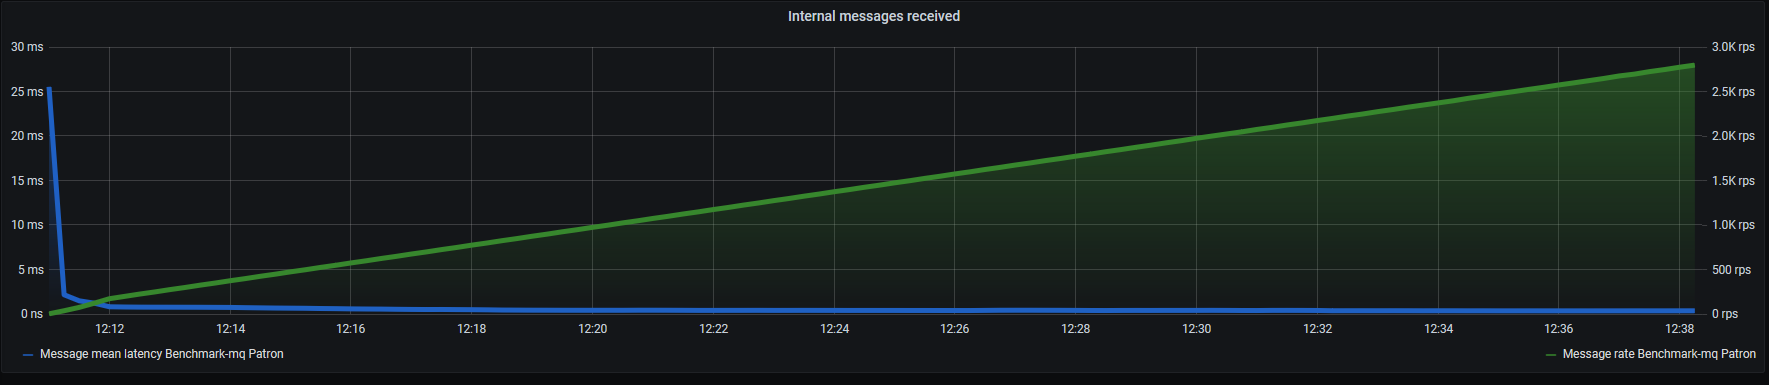 Internal messages received
30 ms
3.0K rps
25 ms
2.5K rps
20 ms
2.0K rps
15 ms
1.5K rps
10 ms
1.0K rps
5 ms
500 rps
0 ns
0 rps
12:12 12:14 12:16 12:18 12:20 12:22 12:24 12:26 12:28 12:30 12:32 12:34 12:36 12:38
Message mean latency Benchmark-mq Patron
Message rate Benchmark-mq Patron